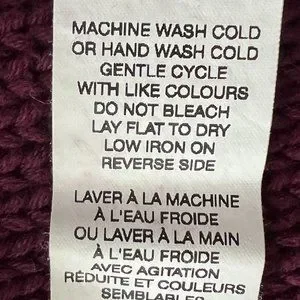 MACHINE WASH COLD
OR HAND WASH COLD
GENTLE CYCLE
WITH LIKE COLOURS
DO NOT BLEACH
LAY FLAT TO DRY
LOW IRON ON
REVERSE SIDE
LAVER À LA MACHINE
À L'EAU FROIDE
OU LAVER À LA MAIN
À L'EAU FROIDE
AVEC AGITATION
RÉDUITE ET COULEURS
SEMBLABLES